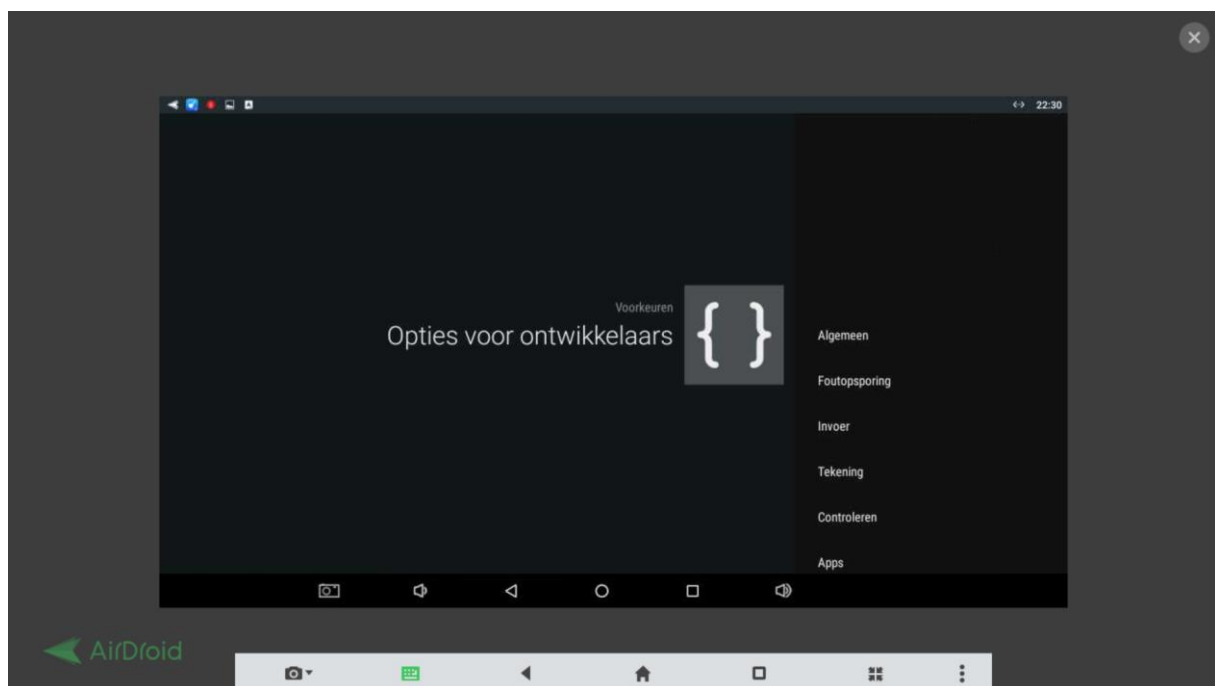 22:30
Voorkeuren
Opties voor ontwikkelaars
Algemeen
Foutopsporing
Invoer
Tekening
Controleren
Apps
AirDroid